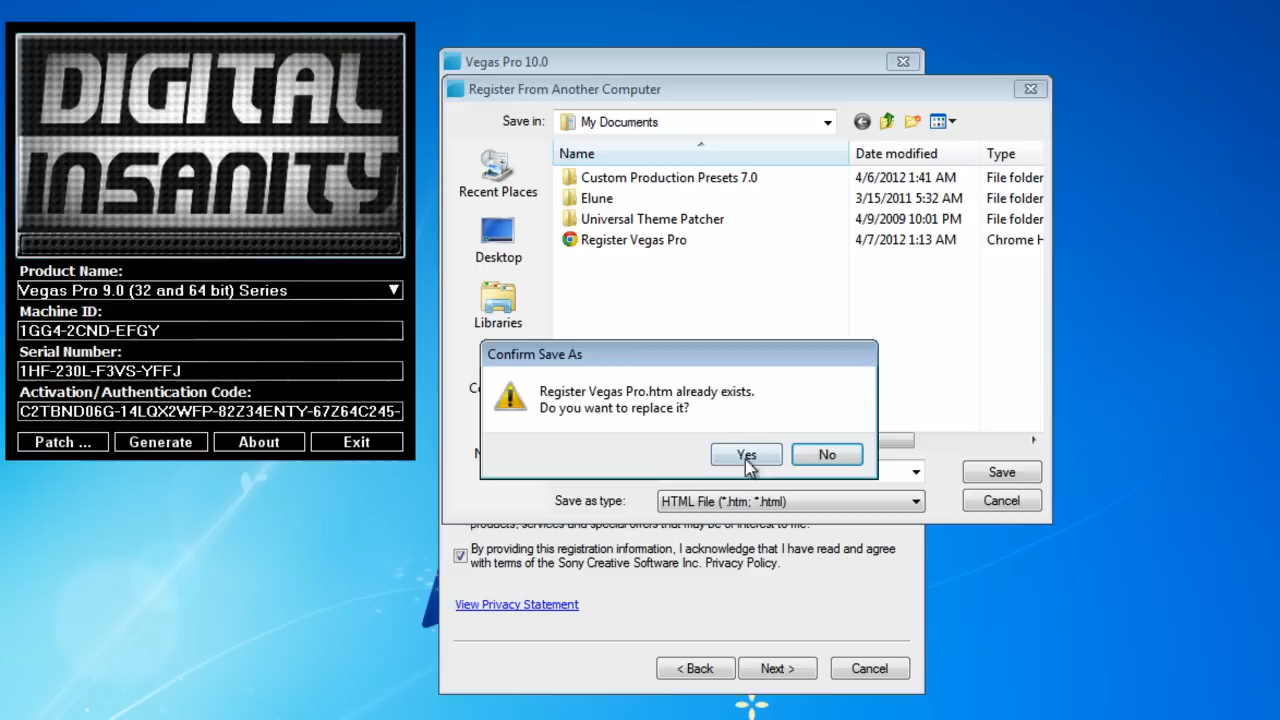 DIGITAL
INSANITY
Product Name:
Vegas Pro 9.0 (32 and 64 bit) Series
Machine ID:
1GG4-2CND-EFGY
Serial Number:
1HF-230L-F3VS-YFFJ
Activation/Authentication Code:
C2TBND06G-14LQX2WFP-82Z34ENTY-67Z64C245-
Patch ...
Generate
About
Exit
Vegas Pro 10.0
Register From Another Computer
Save in:
My Documents
Name
Date modified
Type
Recent Places
Desktop
Libraries
Custom Production Presets 7.0
4/6/2012 1:41 AM
File folder
Elune
3/15/2011 5:32 AM
File folder
Universal Theme Patcher
4/9/2009 10:01 PM
File folder
Register Vegas Pro
4/7/2012 1:13 AM
Chrome H
Confirm Save As
Register Vegas Pro.htm already exists.
Do you want to replace it?
Yes
No
Save
Save as type:
HTML File (*.htm; *.html)
Cancel
products, services and special offers that may be of interest to me.
By providing this registration information, I acknowledge that I have read and agree
with terms of the Sony Creative Software Inc. Privacy Policy.
View Privacy Statement
< Back
Next >
Cancel